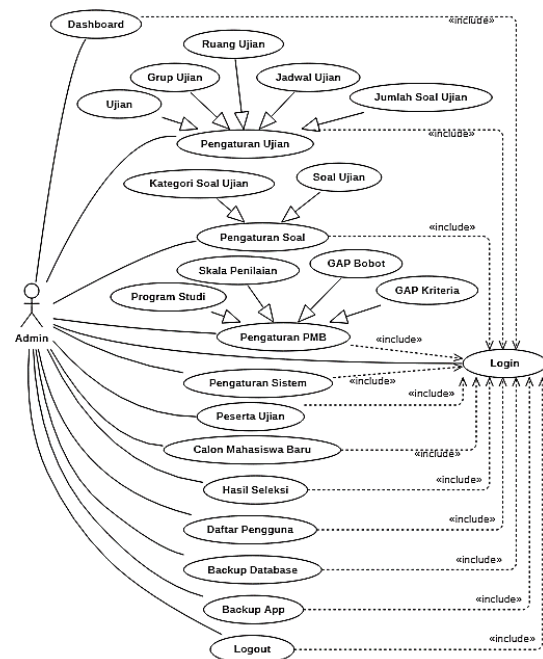 Dashboard
«include»
Ruang Ujian
Grup Ujian
Jadwal Ujian
Ujian
Jumlah Soal Ujian
«include»
Pengaturan Ujian
Kategori Soal Ujian
Soal Ujian
«include»
Pengaturan Soal
Skala Penilaian
GAP Bobot
Program Studi
GAP Kriteria
Admin
Pengaturan PMB
«include»
Login
Pengaturan Sistem
«include»
Peserta Ujian
«include»
Calon Mahasiswa Baru
«include»
Hasil Seleksi
«include»
Daftar Pengguna
«include»
Backup Database
«include»
Backup App
«include»
Logout
«include»